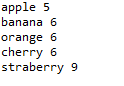 apple 5
banana 6
orange 6
cherry 6
straberry 9